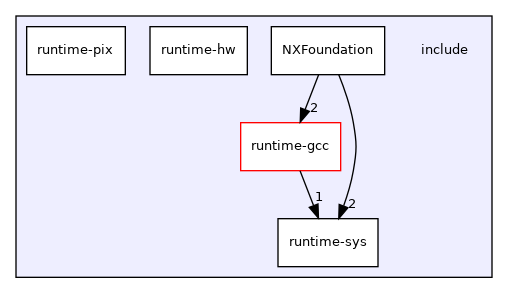 runtime-pix
runtime-hw
NXFoundation
include
2
runtime-gcc
1
2
runtime-sys